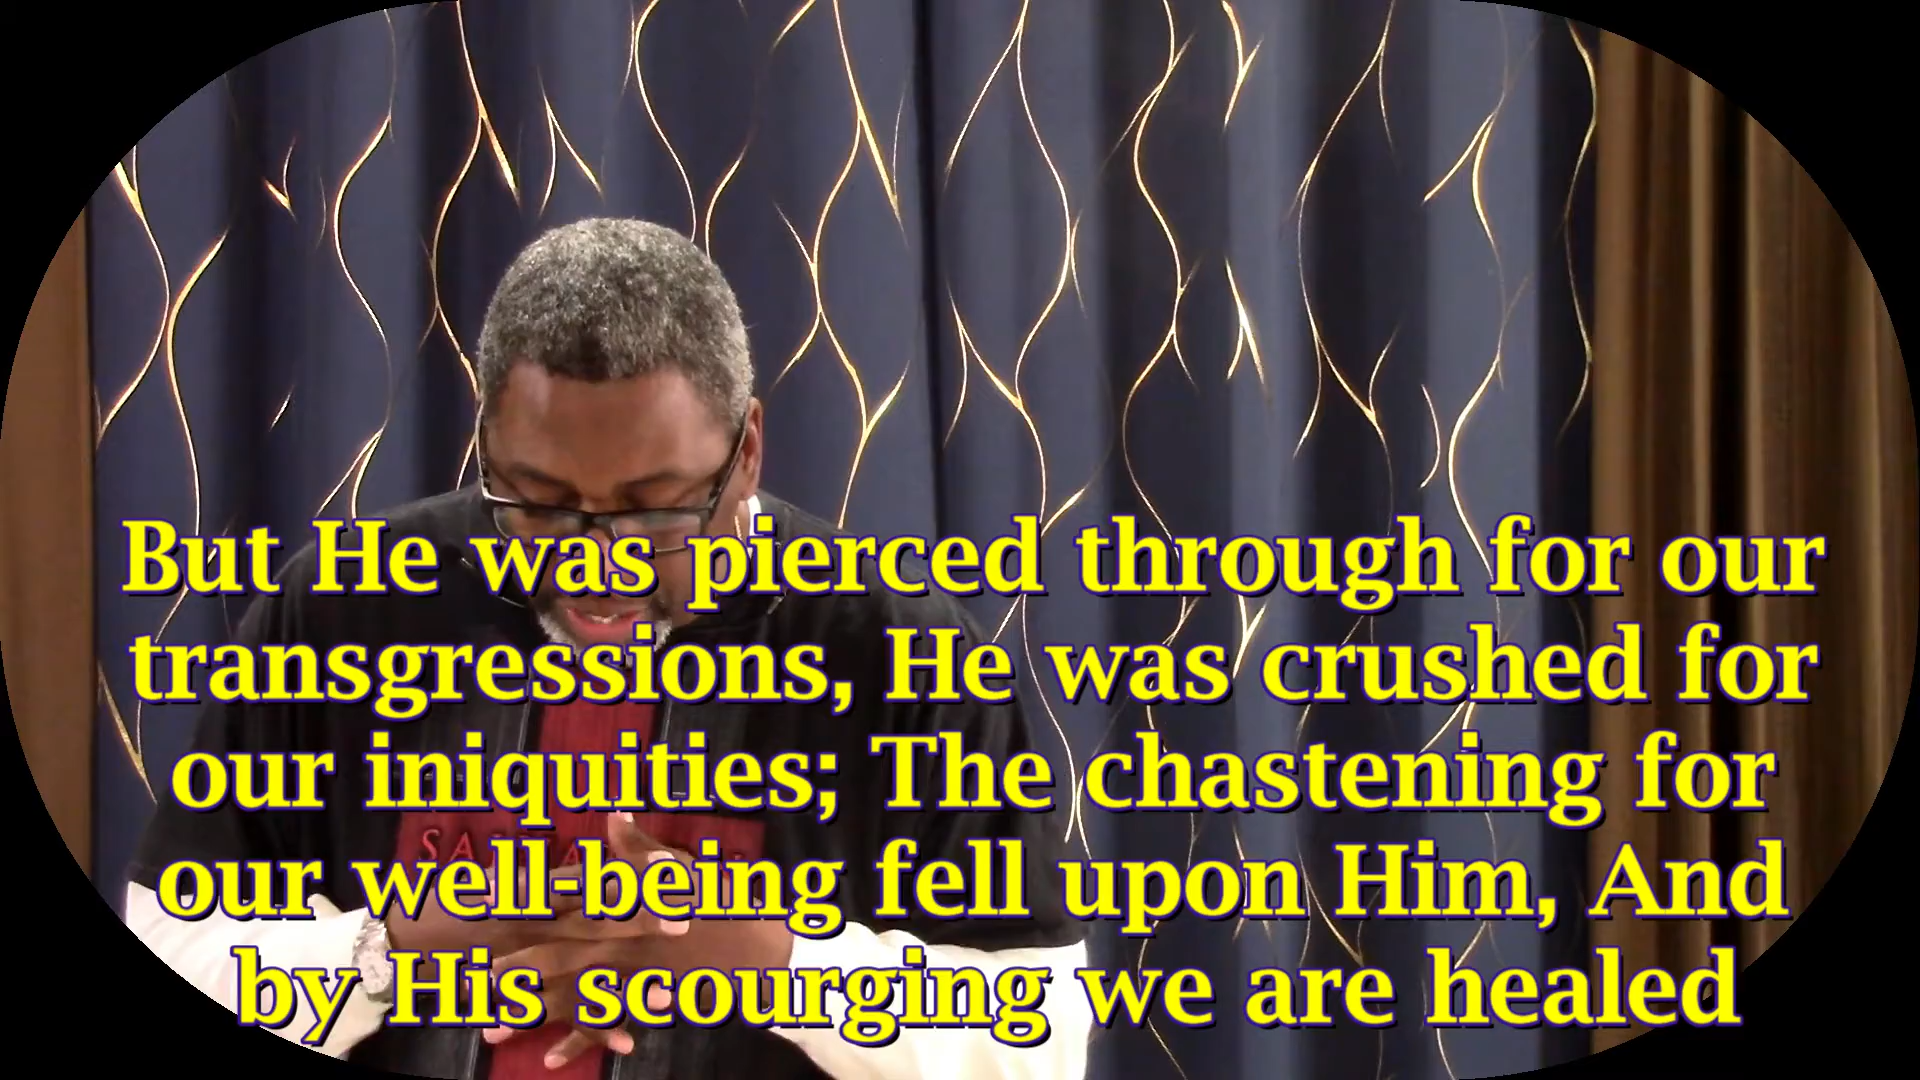 But He was pierced through for our
transgressions, He was crushed for
our iniquities; The chastening for
our well-being fell upon Him, And
by His scourging we are healed